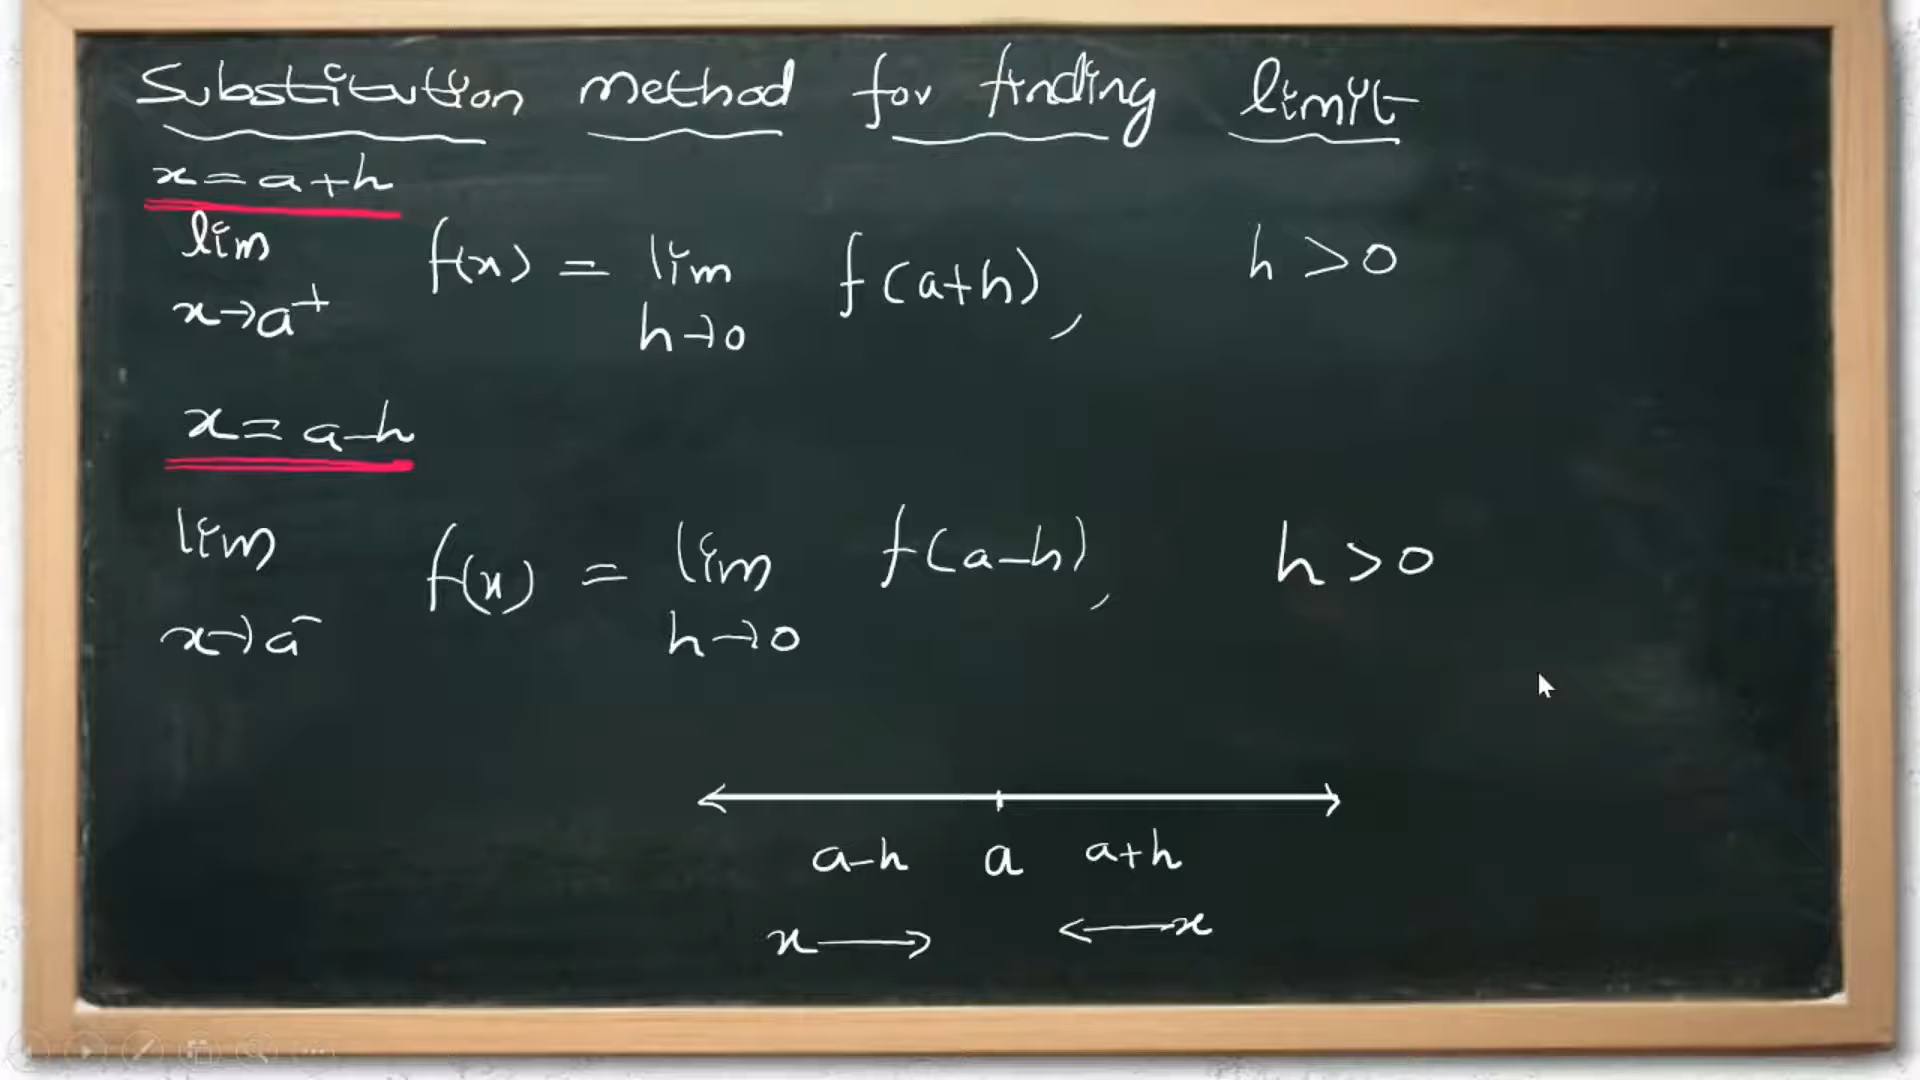 Substitution method for finding limit
x = a+h
lim x→a⁺ f(x) = lim h→0 f(a+h), h>0
x = a-h
lim x→a⁻ f(x) = lim h→0 f(a-h), h>0
a-h a a+h
x → ← x